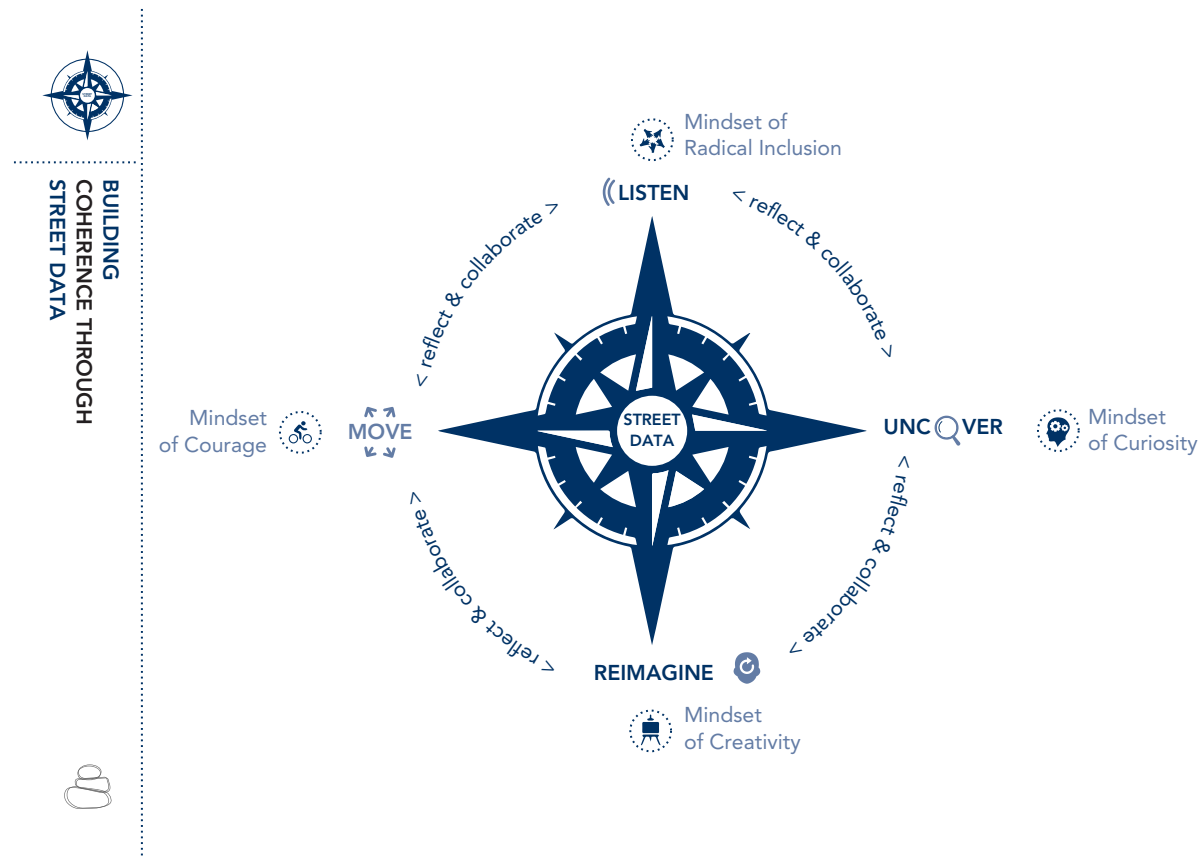 BUILDING
COHERENCE THROUGH
STREET DATA
Mindset of
Radical Inclusion
LISTEN
< reflect & collaborate >
< reflect & collaborate >
Mindset
of Courage
MOVE
STREET
DATA
UNCOVER
Mindset
of Curiosity
< reflect & collaborate >
< reflect & collaborate >
REIMAGINE
Mindset
of Creativity